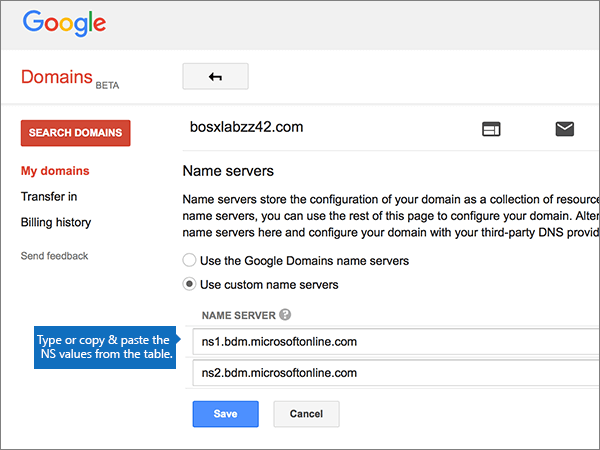 Google
Domains BETA
SEARCH DOMAINS
My domains
Transfer in
Billing history
Send feedback
bosxlabzz42.com
Name servers
Name servers store the configuration of your domain as a collection of resource
name servers, you can use the rest of this page to configure your domain. Alter
name servers here and configure your domain with your third-party DNS provid
Use the Google Domains name servers
Use custom name servers
NAME SERVER ?
Type or copy & paste the
NS values from the table.
ns1.bdm.microsoftonline.com
ns2.bdm.microsoftonline.com
Save
Cancel